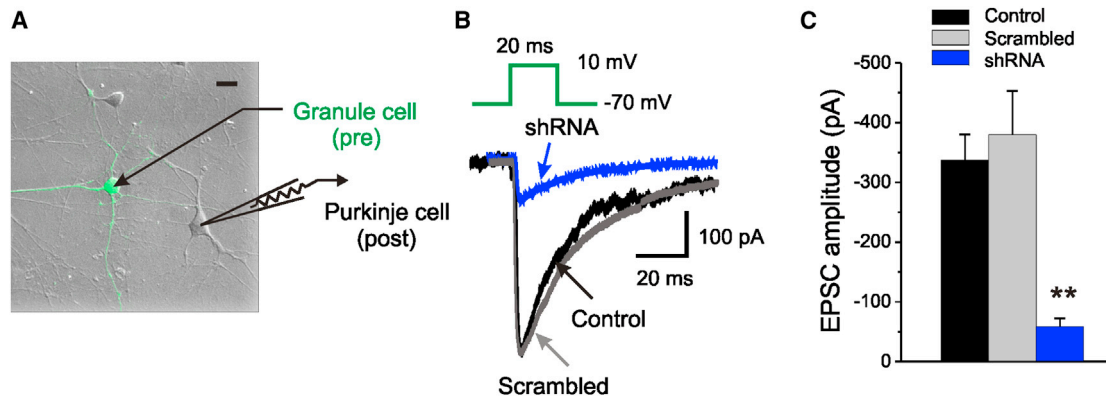 A
Granule cell
(pre)
Purkinje cell
(post)
B
20 ms
10 mV
-70 mV
shRNA
100 pA
20 ms
Control
Scrambled
C
Control
Scrambled
shRNA
EPSC amplitude (pA)
-500
-400
-300
-200
-100
0
**